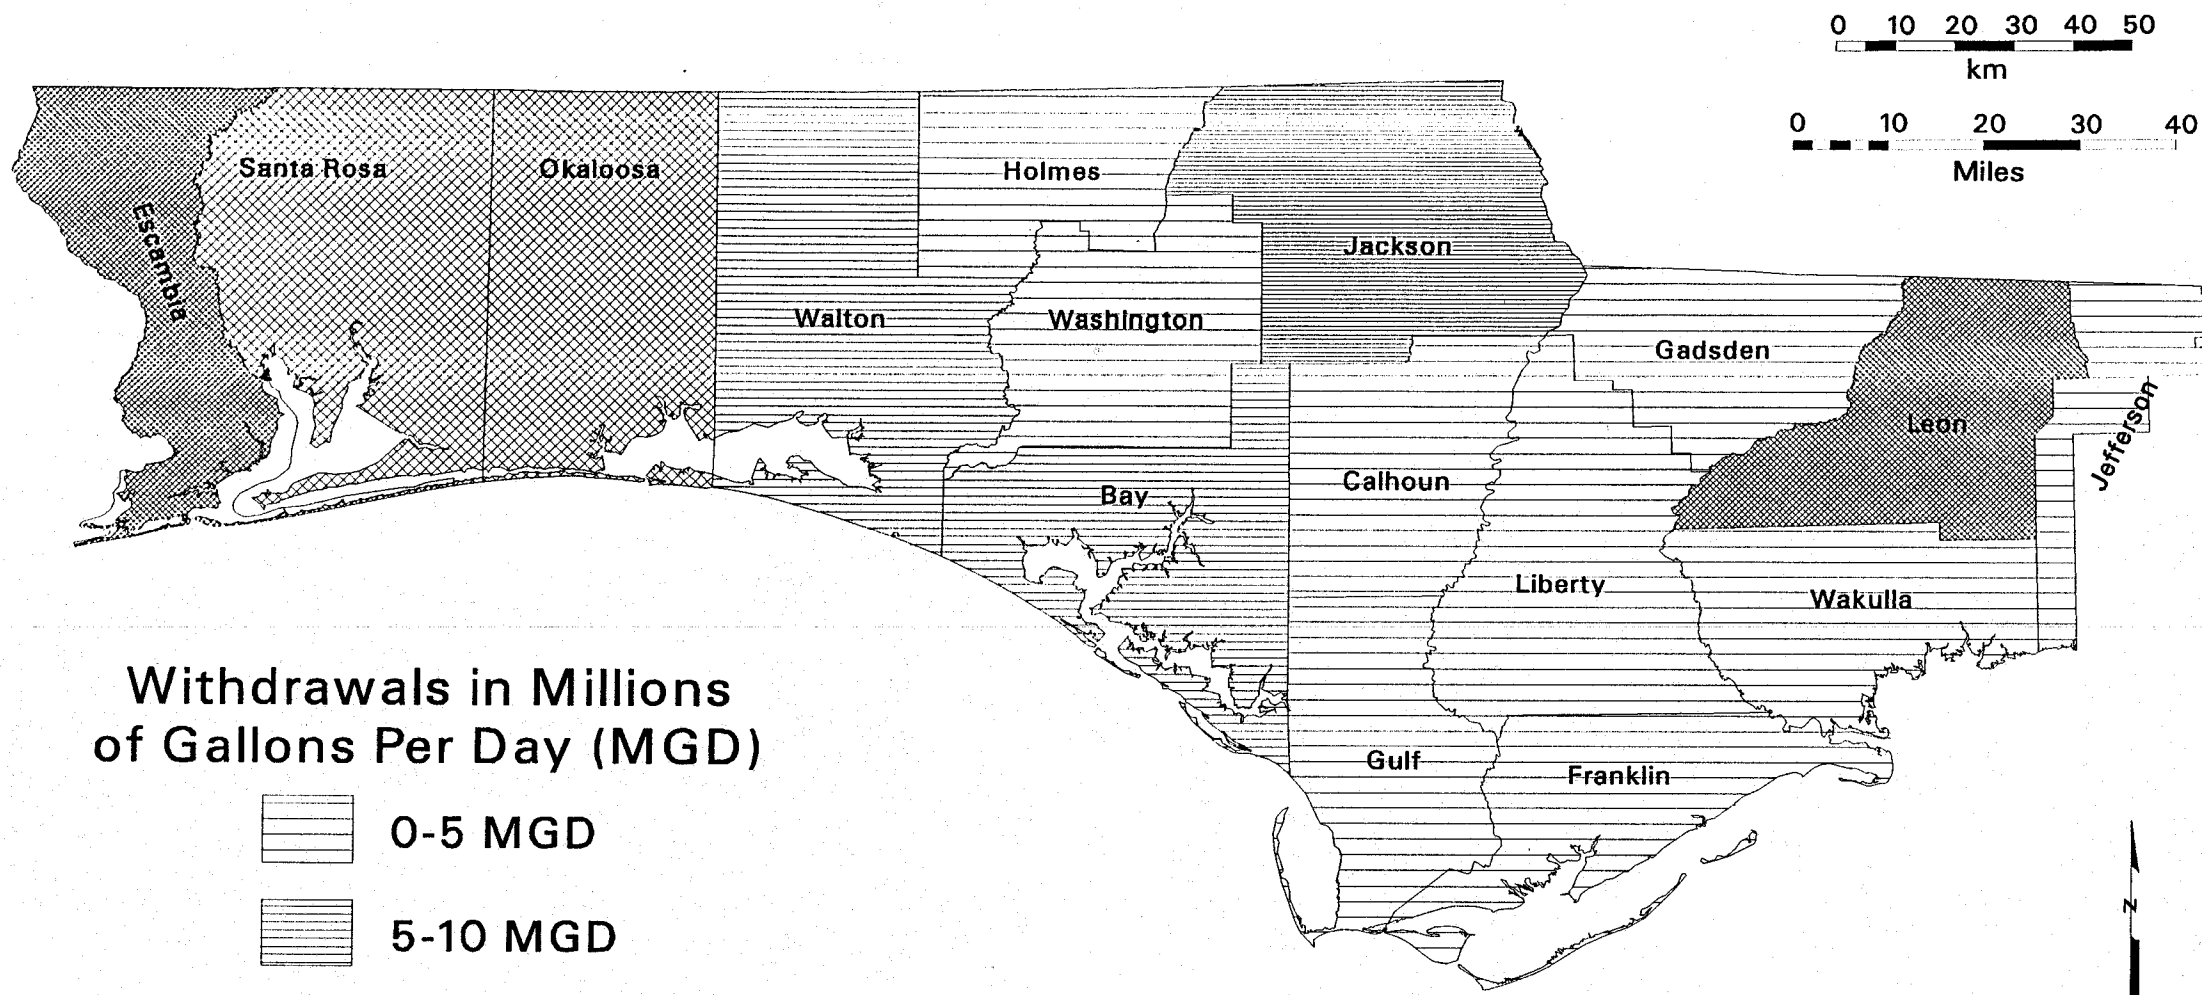 0 10 20 30 40 50
km
0 10 20 30 40
Miles
Santa Rosa
Okaloosa
Holmes
Escambia
Jackson
Walton
Washington
Gadsden
Leon
Jefferson
Calhoun
Bay
Liberty
Wakulla
Gulf
Franklin
Withdrawals in Millions
of Gallons Per Day (MGD)
0-5 MGD
5-10 MGD
N